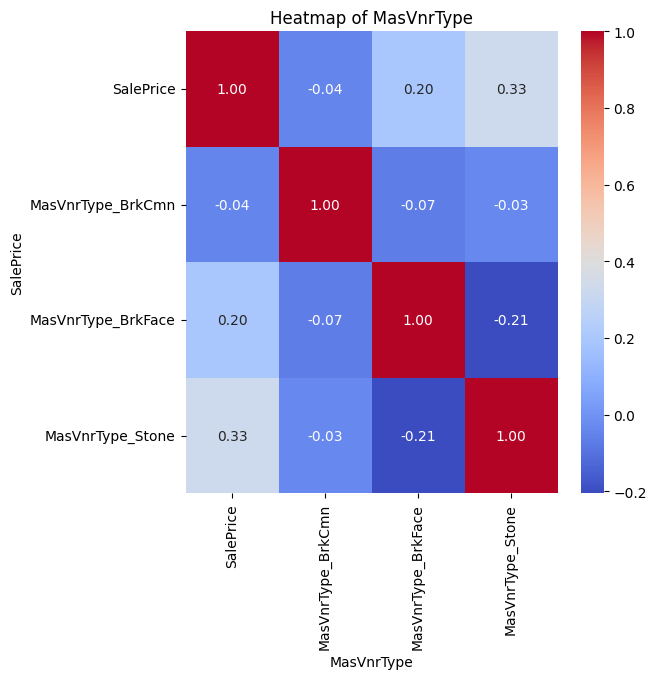 Heatmap of MasVnrType
SalePrice
MasVnrType_BrkCmn
MasVnrType_BrkFace
MasVnrType_Stone
SalePrice
1.00 -0.04 0.20 0.33
-0.04 1.00 -0.07 -0.03
0.20 -0.07 1.00 -0.21
0.33 -0.03 -0.21 1.00
SalePrice
MasVnrType_BrkCmn
MasVnrType_BrkFace
MasVnrType_Stone
MasVnrType
1.0
0.8
0.6
0.4
0.2
0.0
−0.2